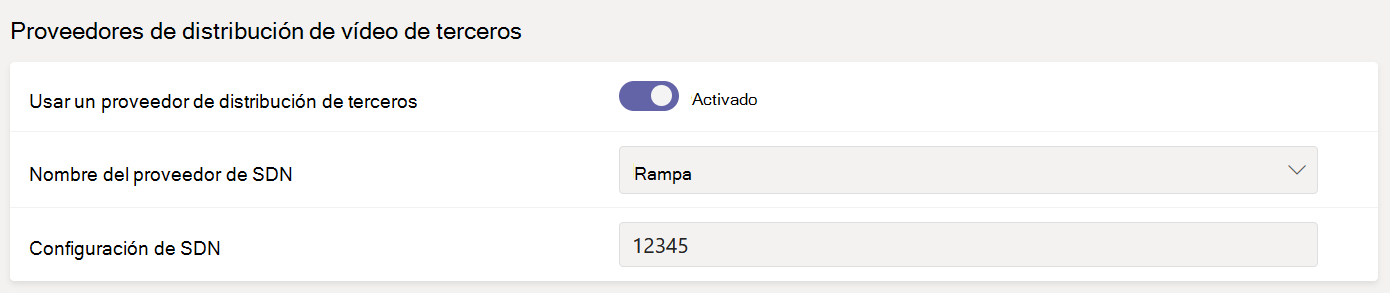 Proveedores de distribución de vídeo de terceros
Usar un proveedor de distribución de terceros
Activado
Nombre del proveedor de SDN
Rampa
Configuración de SDN
12345